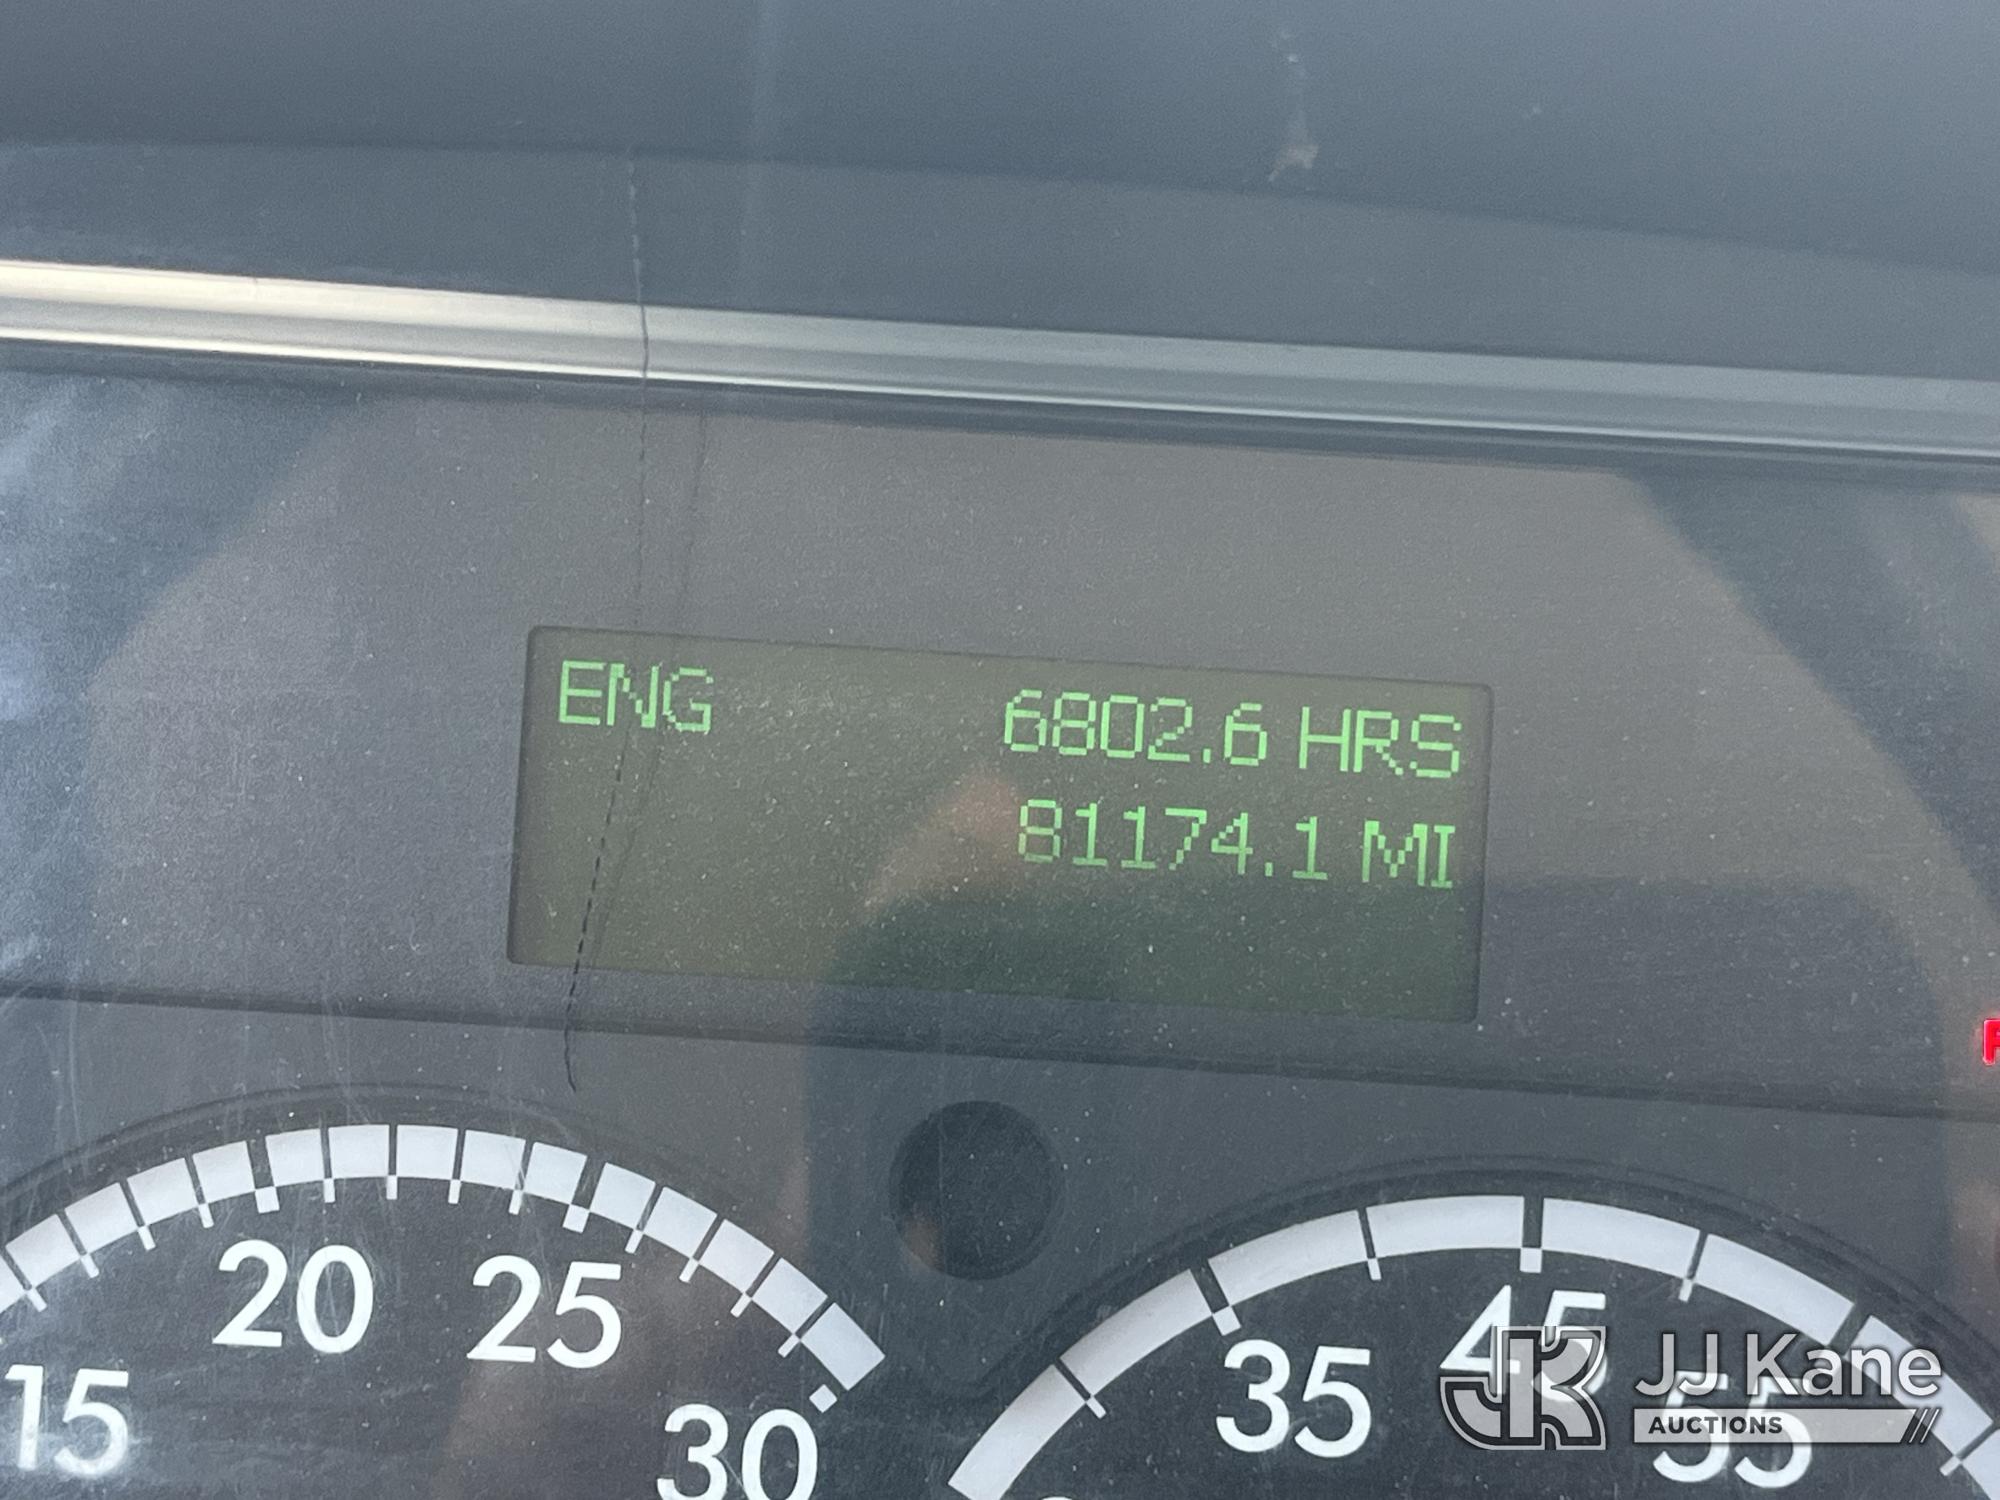 ENG 6802.6 HRS
81174.1 MI
15 20 25 30
35 45 55
JJ Kane
AUCTIONS